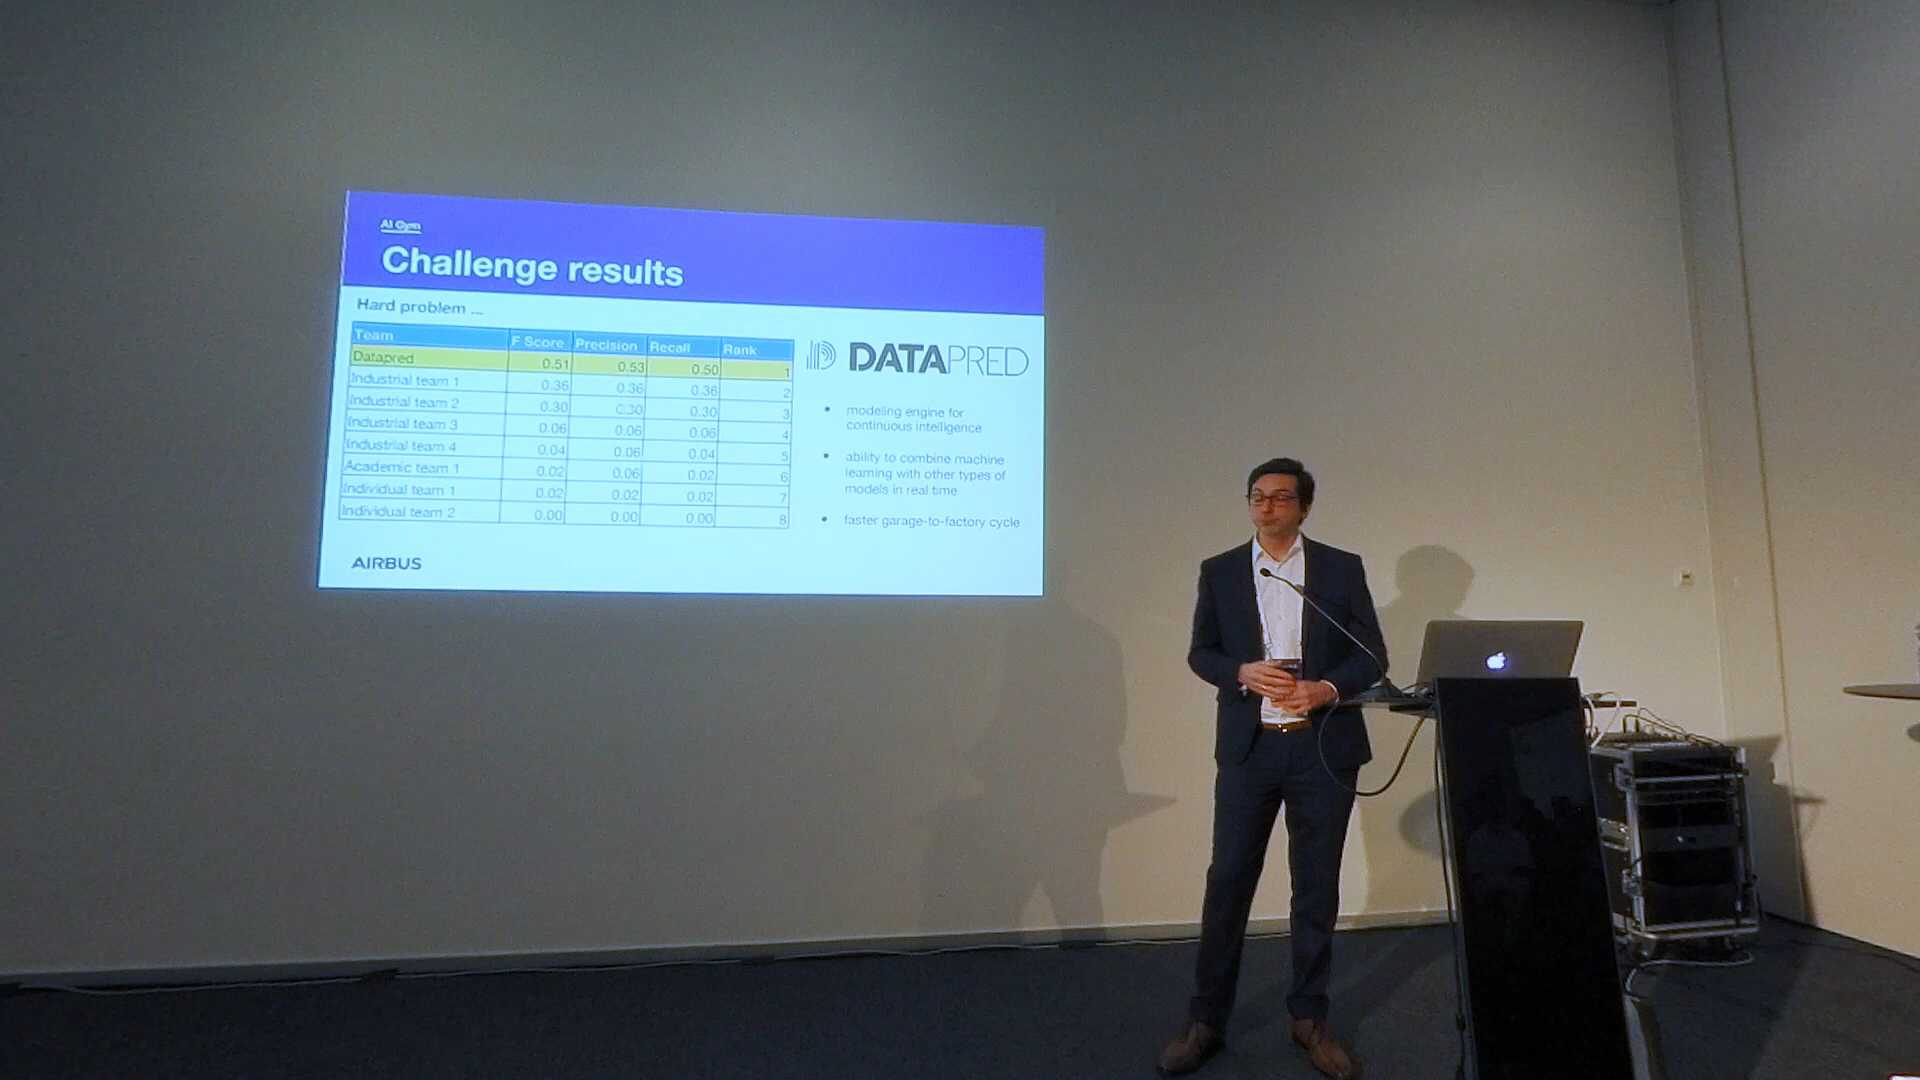 AI Gym
Challenge results
Hard problem ...
Team F Score Precision Recall Rank
Datapred 0.51 0.53 0.50 1
Industrial team 1 0.36 0.36 0.36 2
Industrial team 2 0.30 0.30 0.30 3
Industrial team 3 0.06 0.06 0.06 4
Industrial team 4 0.04 0.06 0.04 5
Academic team 1 0.02 0.06 0.02 6
Individual team 1 0.02 0.02 0.02 7
Individual team 2 0.00 0.00 0.00 8
DATAPRED
• modeling engine for
continuous intelligence
• ability to combine machine
learning with other types of
models in real time
• faster garage-to-factory cycle
AIRBUS